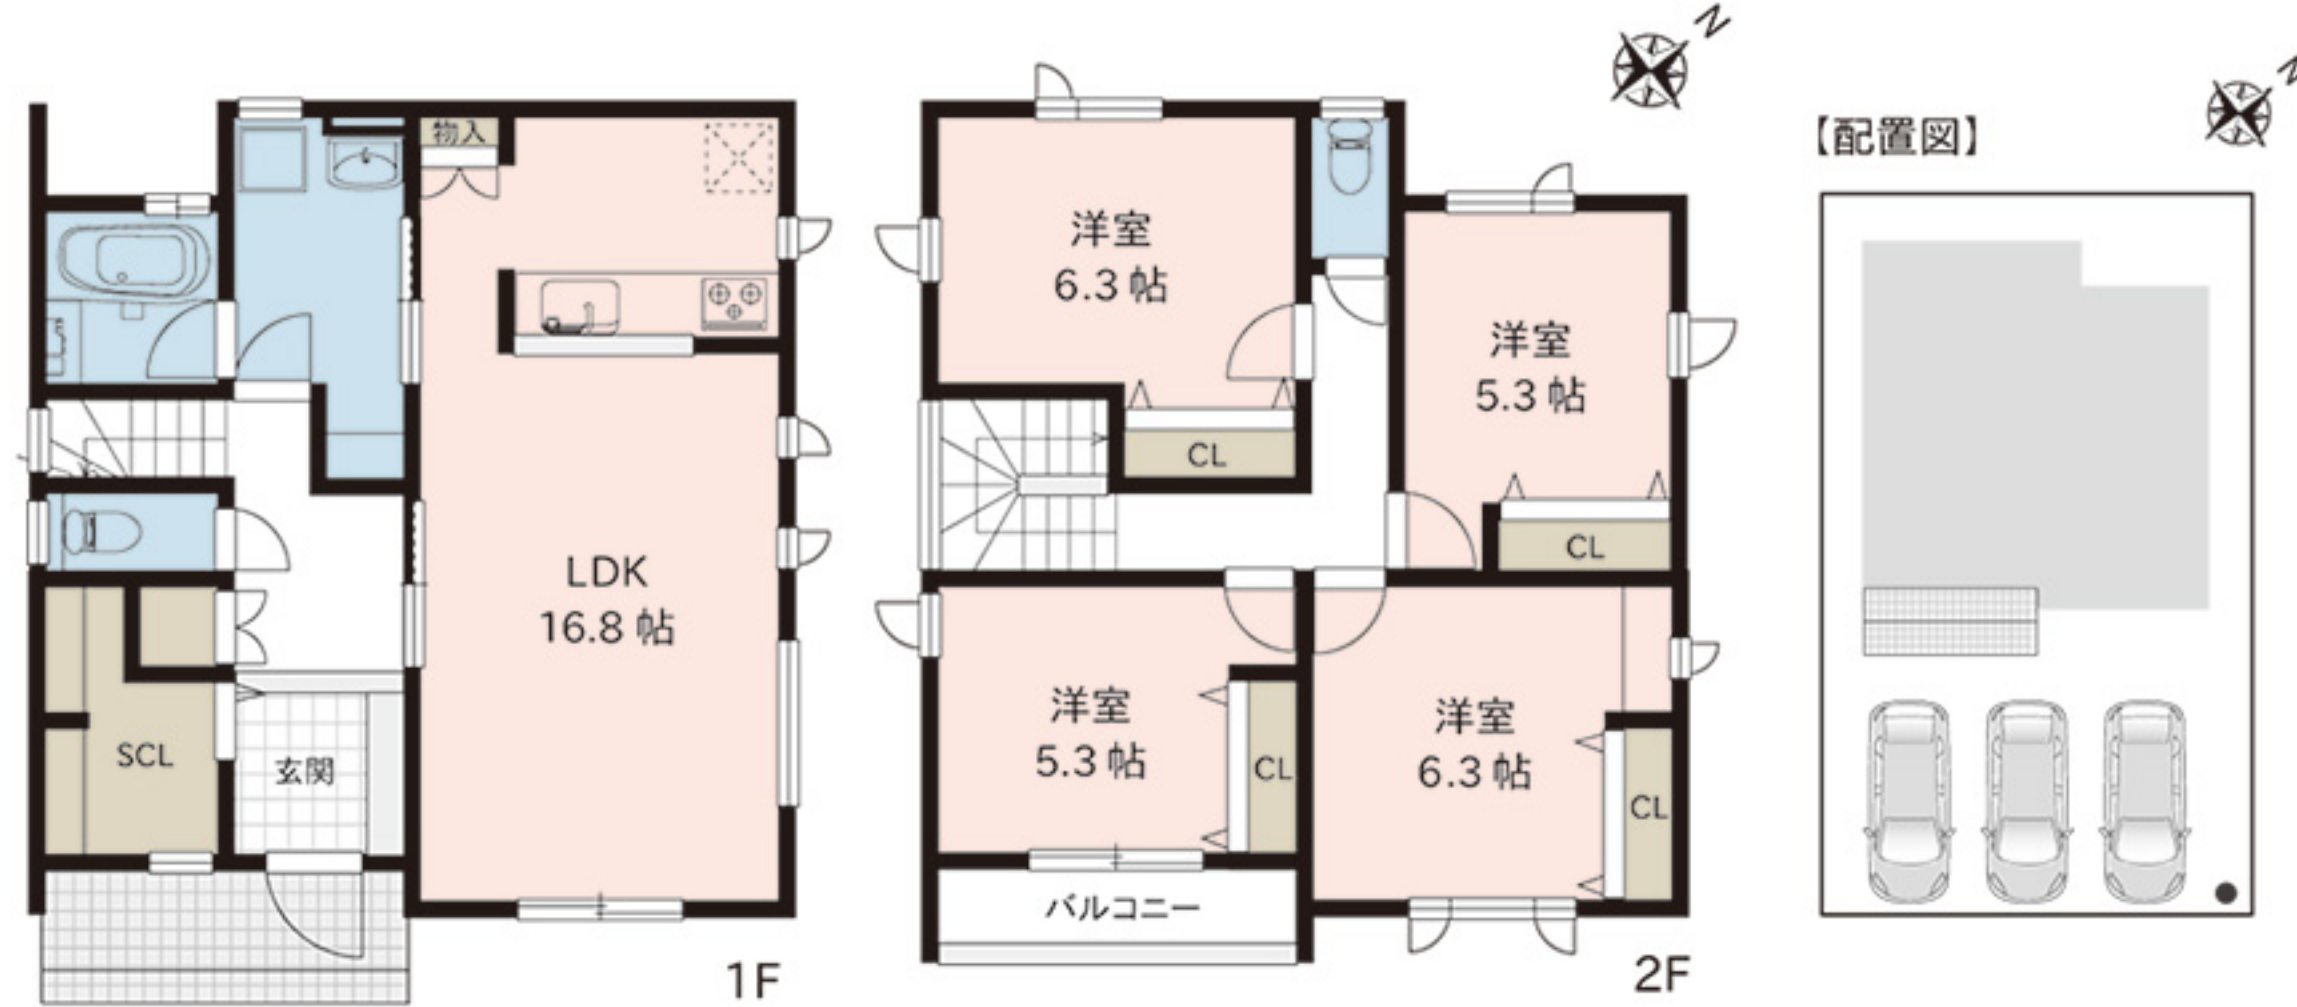 物入
LDK
16.8 帖
SCL
玄関
1F
N
洋室
6.3 帖
洋室
5.3 帖
CL
CL
洋室
5.3 帖
CL
洋室
6.3 帖
CL
バルコニー
2F
N
【配置図】